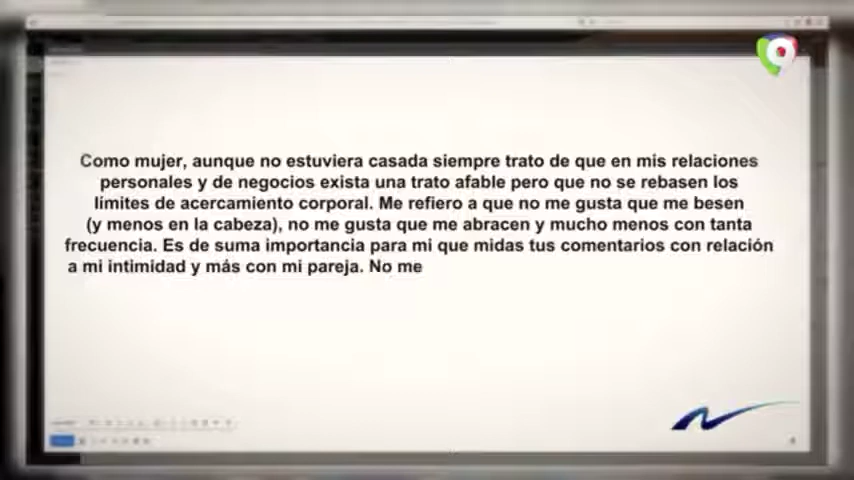 Como mujer, aunque no estuviera casada siempre trato de que en mis relaciones
personales y de negocios exista una trato afable pero que no se rebasen los
límites de acercamiento corporal. Me refiero a que no me gusta que me besen
(y menos en la cabeza), no me gusta que me abracen y mucho menos con tanta
frecuencia. Es de suma importancia para mi que midas tus comentarios con relación
a mi intimidad y más con mi pareja. No me